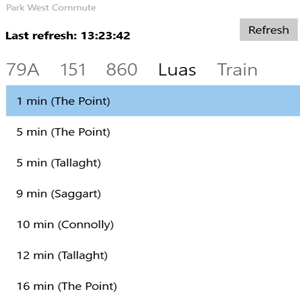 Park West Commute
Last refresh: 13:23:42
Refresh
79A 151 860 Luas Train
1 min (The Point)
5 min (The Point)
5 min (Tallaght)
9 min (Saggart)
10 min (Connolly)
12 min (Tallaght)
16 min (The Point)